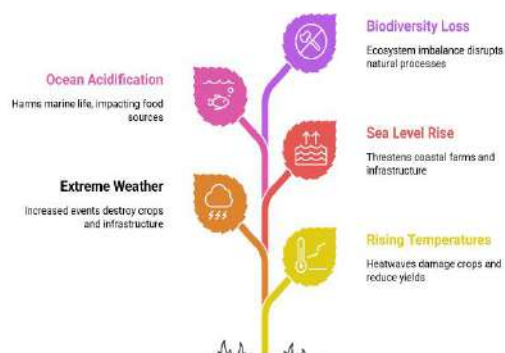 Biodiversity Loss
Ecosystem imbalance disrupts
natural processes
Ocean Acidification
Harms marine life, impacting food
sources
Sea Level Rise
Threatens coastal farms and
infrastructure
Extreme Weather
Increased events destroy crops
and infrastructure
Rising Temperatures
Heatwaves damage crops and
reduce yields